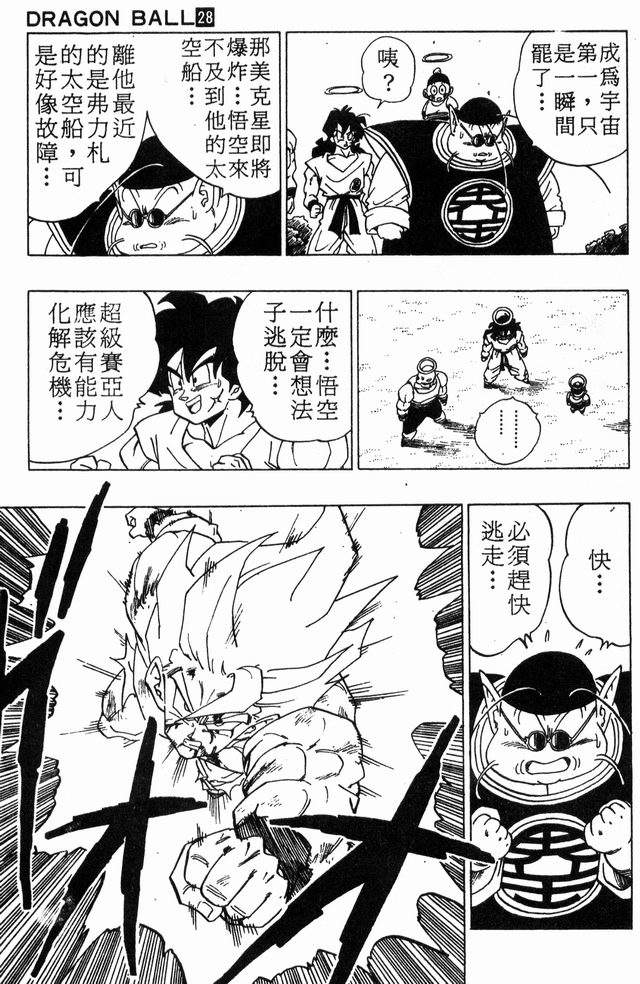 DRAGON BALL 28
成爲宇宙
第一，只
是一瞬間
罷了…
咦？
那美克星即將
爆炸…悟空來
不及到他的太
空船…
離他最近
的是弗力札
的太空船，可
是好像故障
…
………
什麼…悟空
一定會想法
子逃脫…
超級賽亞人
應該有能力
化解危機…
快…
必須趕快
逃走…